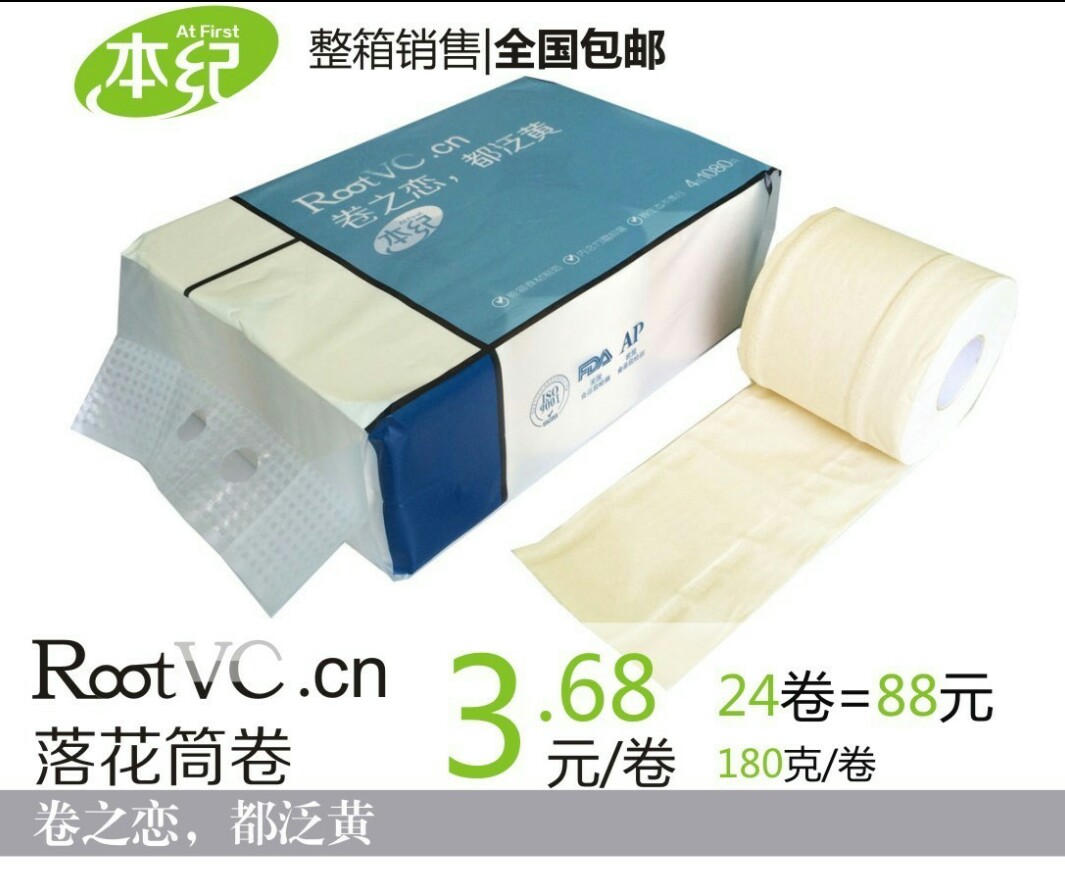 At First
本纪
整箱销售|全国包邮
RootVC.cn
卷之恋，都泛黄
本纪
ISO
9001
FDA
AP
RootVC.cn
落花筒卷
3.68
元/卷
24卷=88元
180克/卷
卷之恋，都泛黄